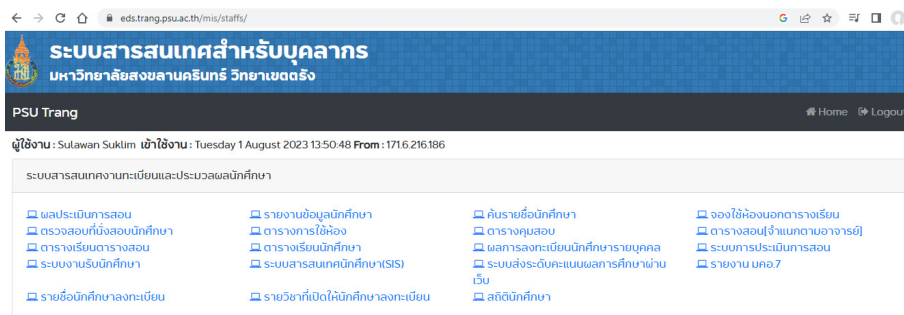 eds.trang.psu.ac.th/mis/staffs/
ระบบสารสนเทศสำหรับบุคลากร
มหาวิทยาลัยสงขลานครินทร์ วิทยาเขตตรัง
PSU Trang Home Logout
ผู้ใช้งาน : Sulawan Suklim เข้าใช้งาน : Tuesday 1 August 2023 13:50:48 From : 171.6.216.186
ระบบสารสนเทศงานทะเบียนและประมวลผลนักศึกษา
ผลประเมินการสอน รายงานข้อมูลนักศึกษา ค้นรายชื่อนักศึกษา จองใช้ห้องนอกตารางเรียน
ตรวจสอบที่นั่งสอบนักศึกษา ตารางการใช้ห้อง ตารางคุมสอบ ตารางสอน[จำแนกตามอาจารย์]
ตารางเรียนตารางสอน ตารางเรียนนักศึกษา ผลการลงทะเบียนนักศึกษารายบุคคล ระบบการประเมินการสอน
ระบบงานรับนักศึกษา ระบบสารสนเทศนักศึกษา(SIS) ระบบส่งระดับคะแนนผลการศึกษาผ่าน รายงาน มคอ.7
เว็บ
รายชื่อนักศึกษาลงทะเบียน รายวิชาที่เปิดให้นักศึกษาลงทะเบียน สถิตินักศึกษา